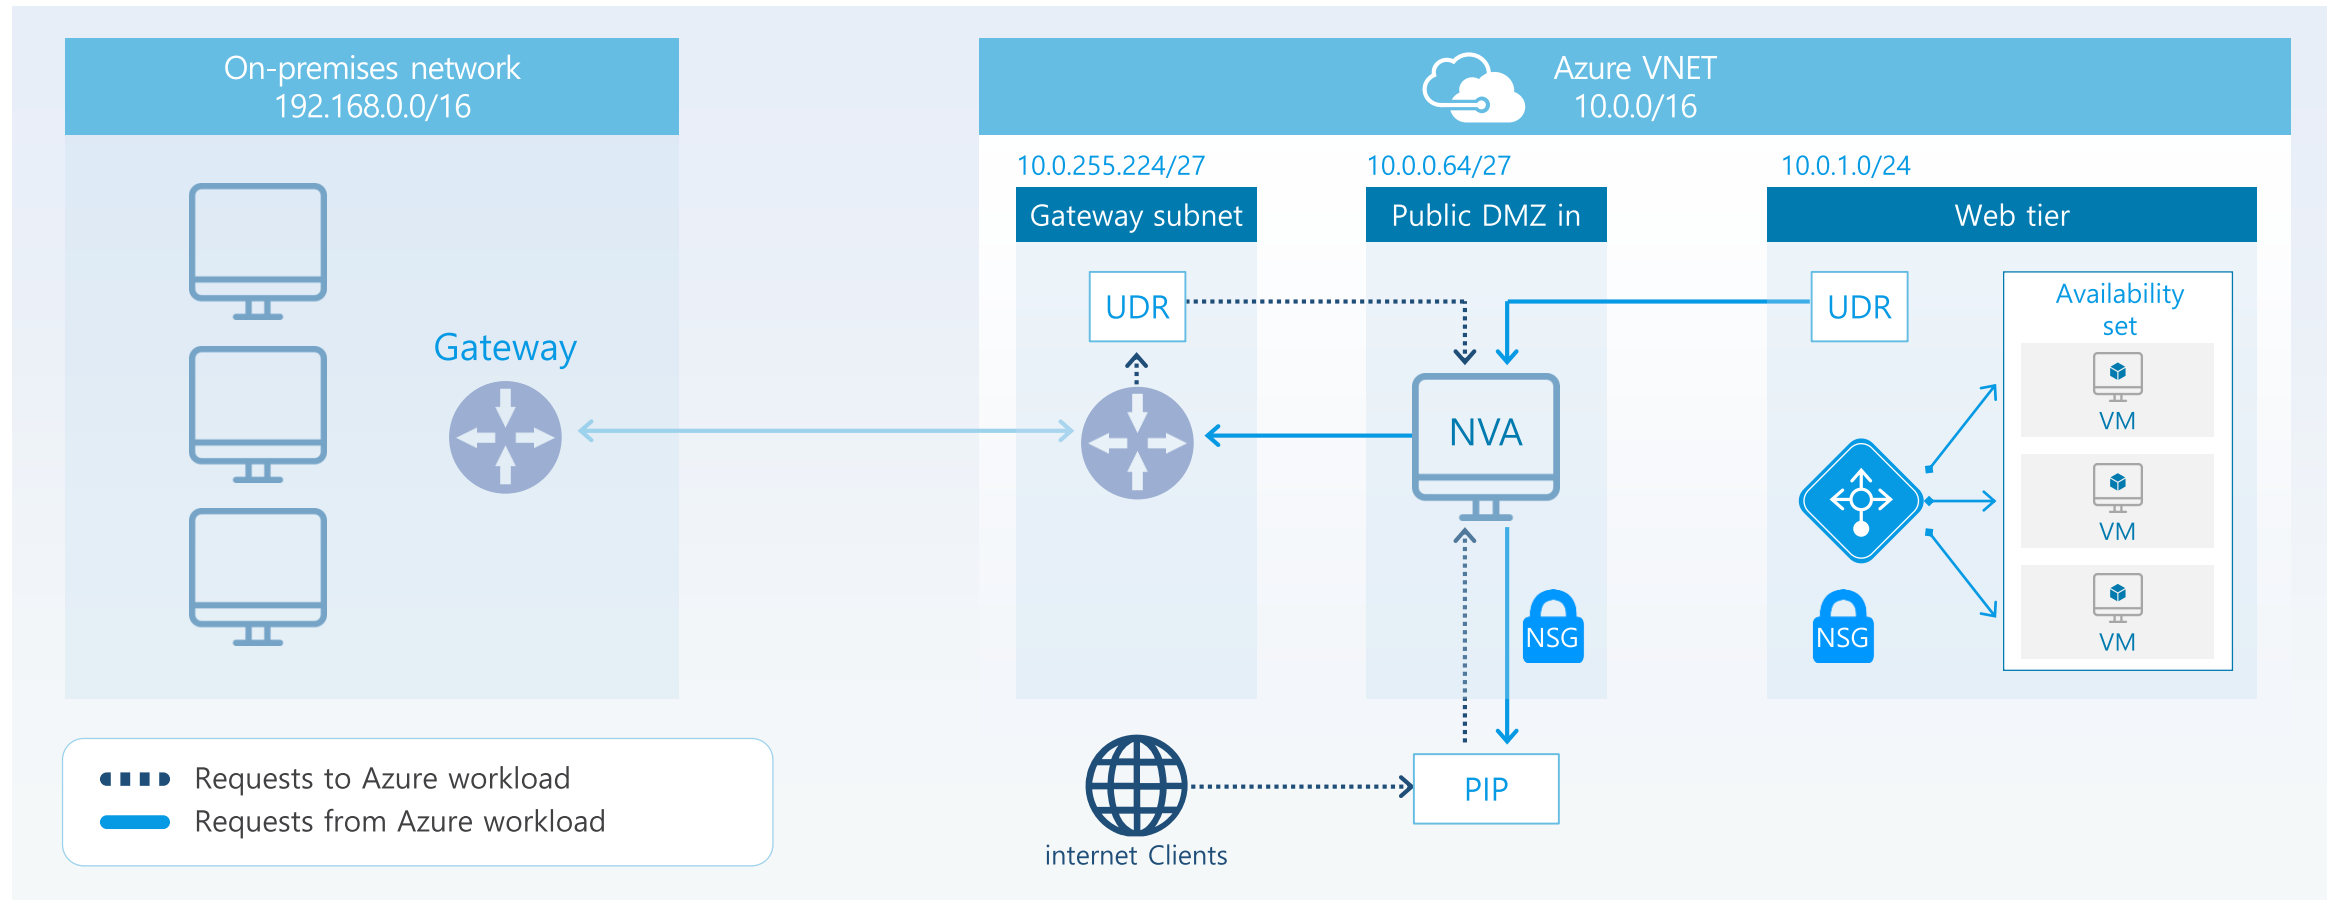 On-premises network
192.168.0.0/16
Azure VNET
10.0.0/16
10.0.255.224/27
10.0.0.64/27
10.0.1.0/24
Gateway subnet
Public DMZ in
Web tier
UDR
UDR
Availability
set
Gateway
VM
NVA
VM
NSG
NSG
VM
Requests to Azure workload
Requests from Azure workload
PIP
internet Clients